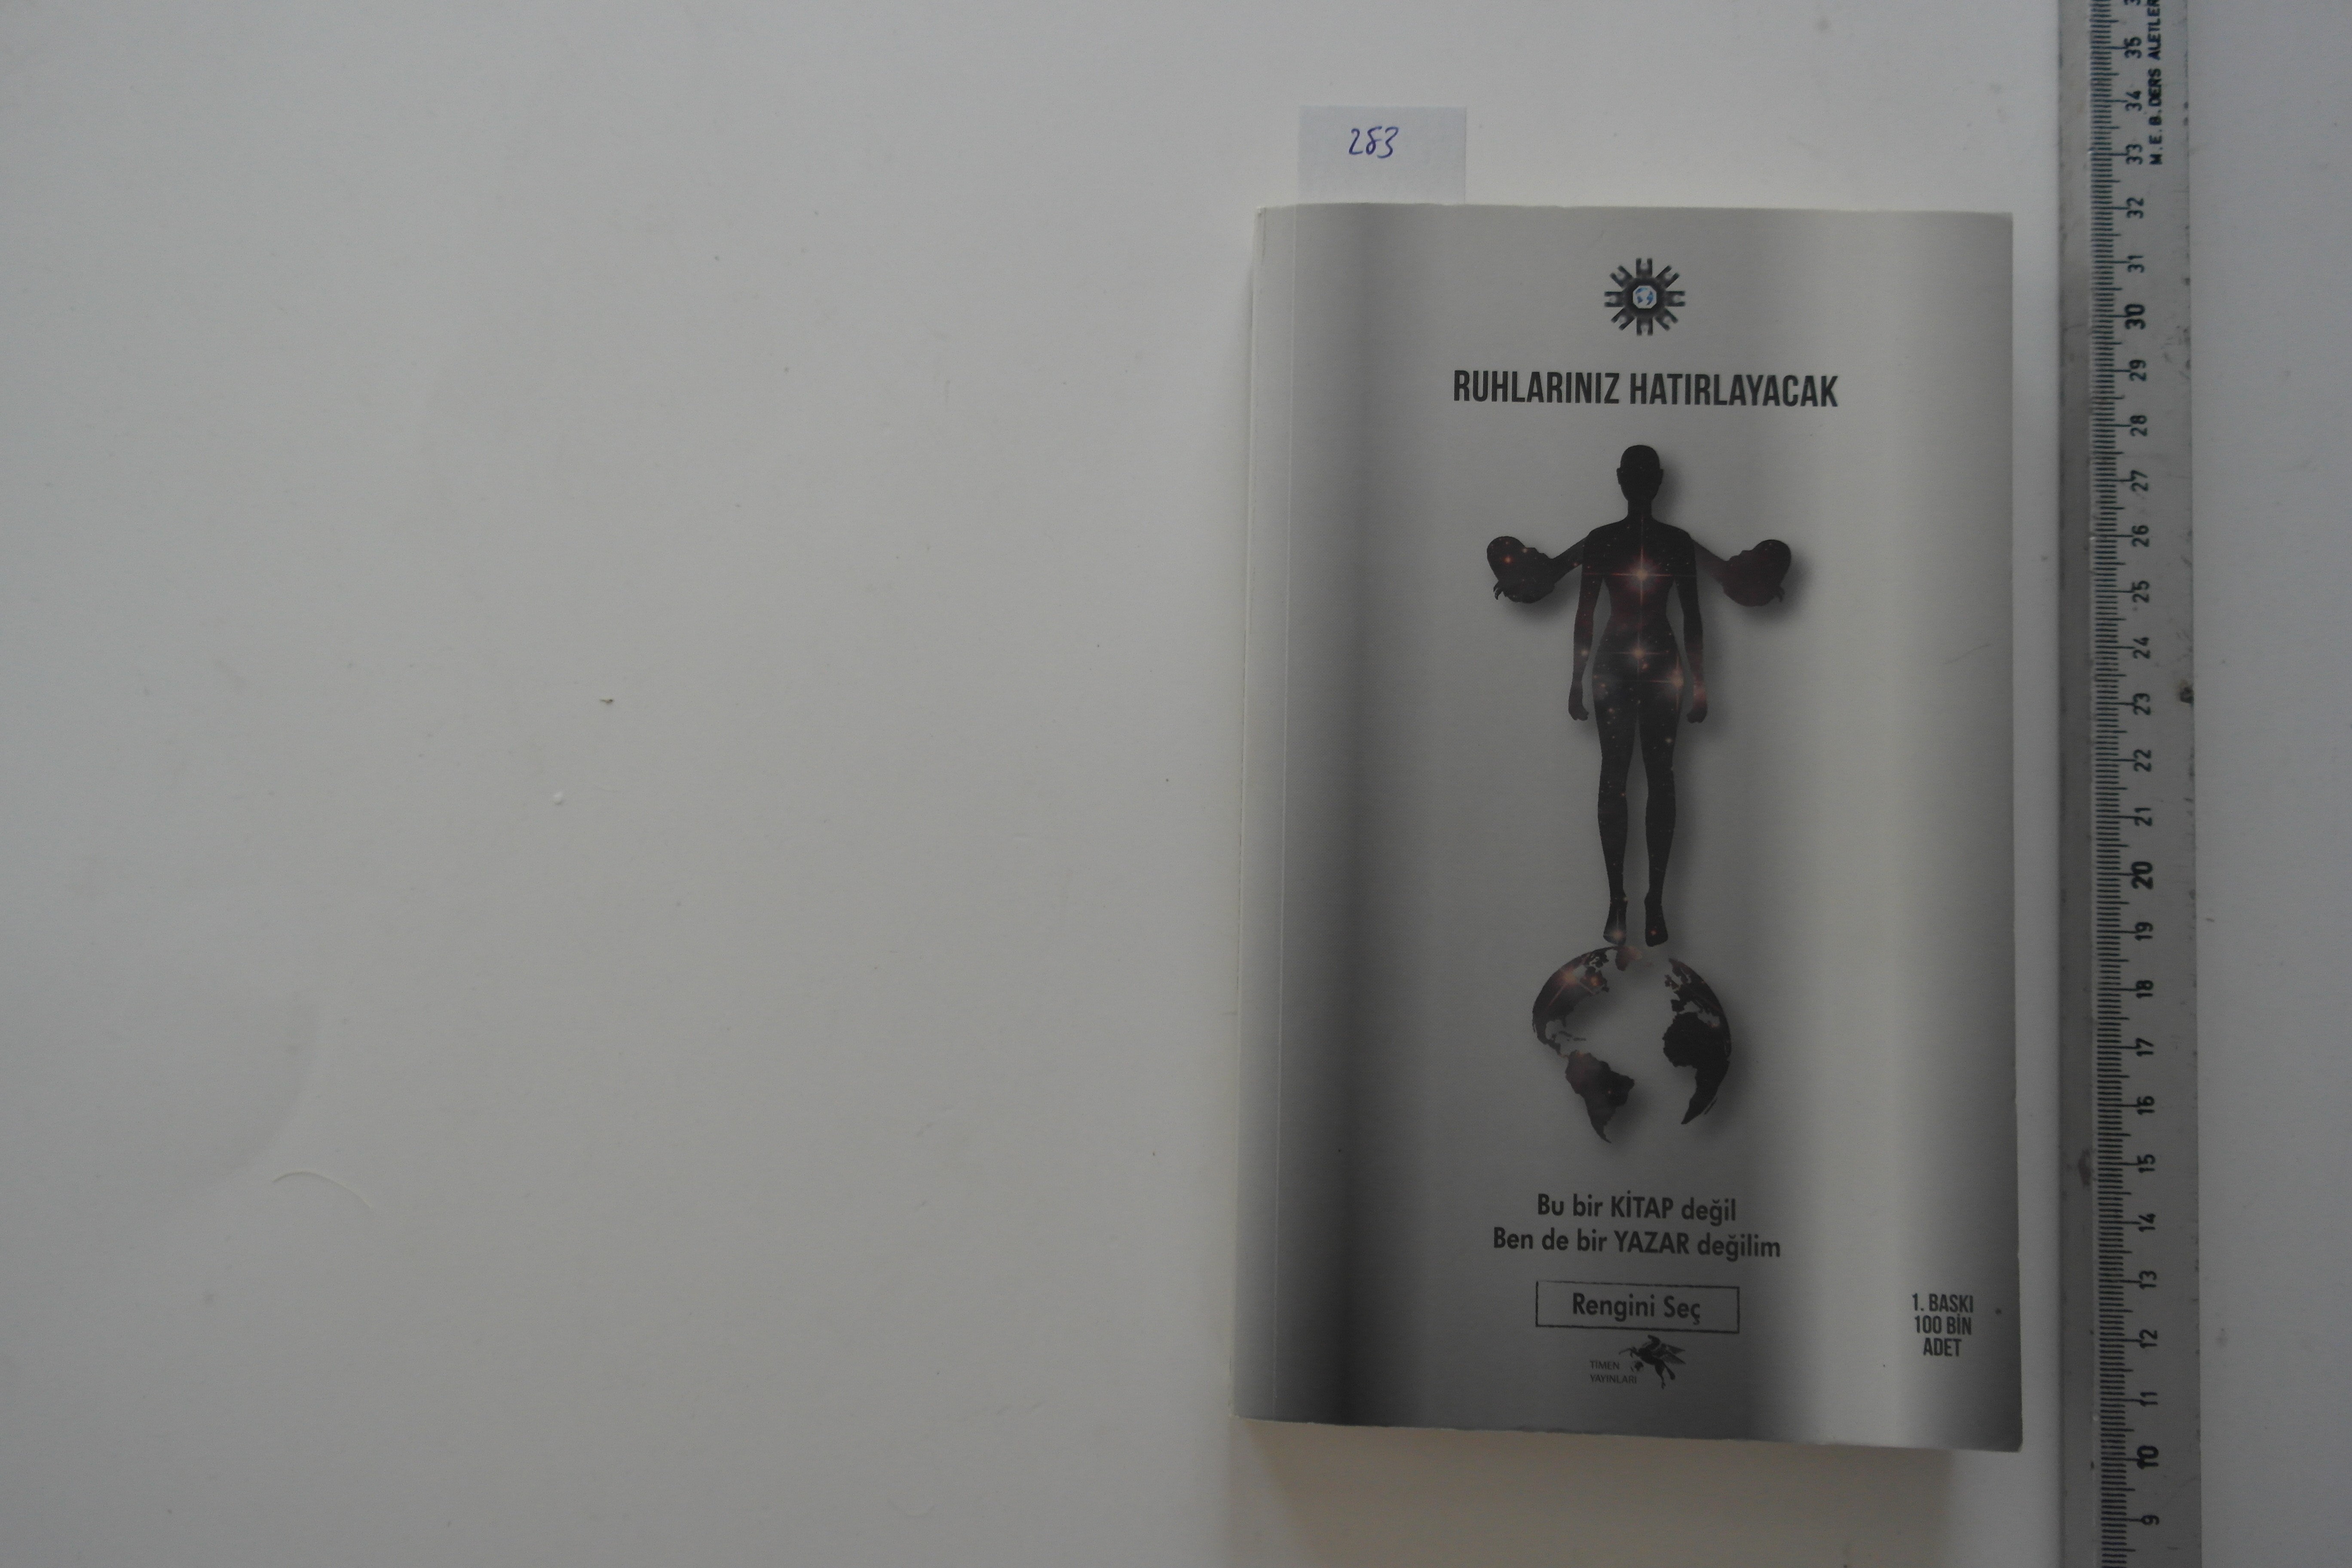 283
RUHLARINIZ HATIRLAYACAK
Bu bir KİTAP değil
Ben de bir YAZAR değilim
Rengini Seç
TİMEN
YAYINLARI
1. BASKI
100 BİN
ADET
M.E.B. DERS ALETLER
35
34
33
32
31
30
29
28
27
26
25
24
23
22
21
20
19
18
17
16
15
14
13
12
11
10
9